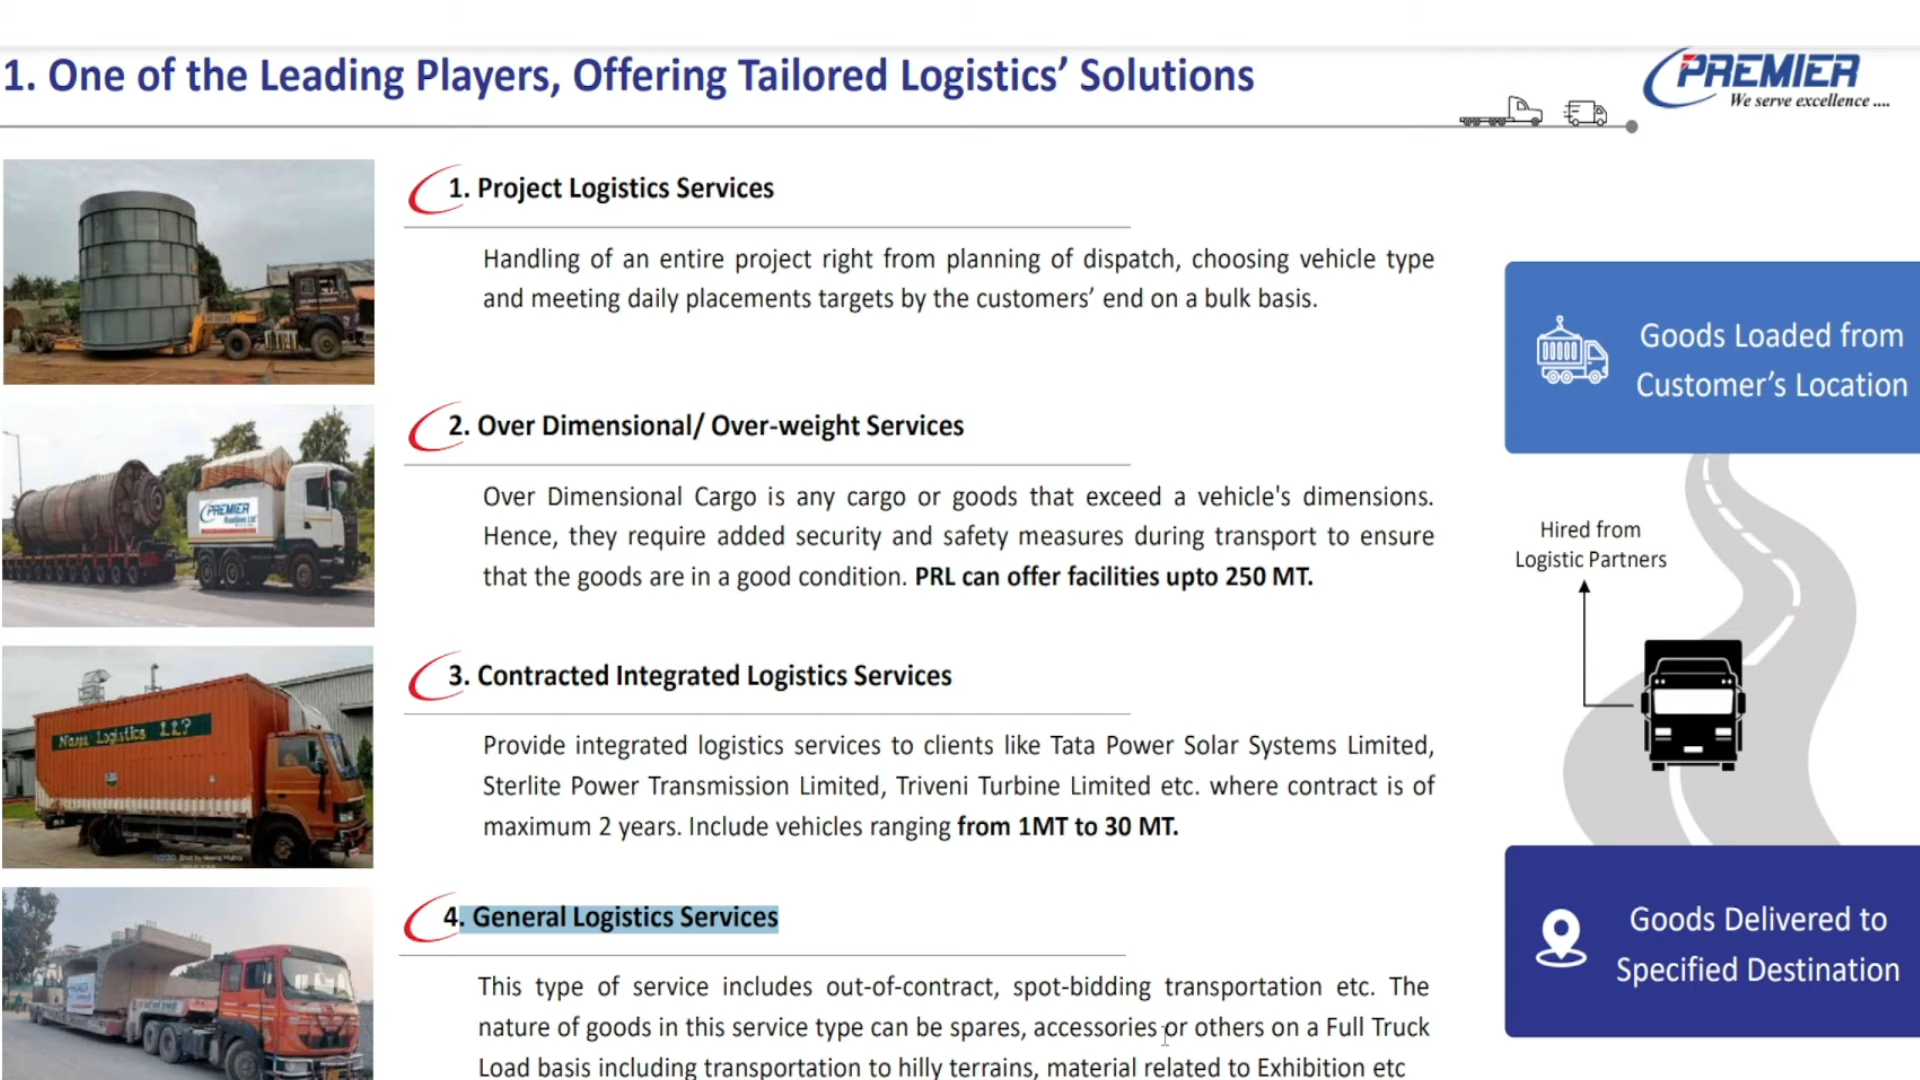 1. One of the Leading Players, Offering Tailored Logistics’ Solutions
PREMIER
We serve excellence ....
1. Project Logistics Services
Handling of an entire project right from planning of dispatch, choosing vehicle type
and meeting daily placements targets by the customers’ end on a bulk basis.
2. Over Dimensional/ Over-weight Services
Over Dimensional Cargo is any cargo or goods that exceed a vehicle's dimensions.
Hence, they require added security and safety measures during transport to ensure
that the goods are in a good condition. PRL can offer facilities upto 250 MT.
PREMIER
Roadlines Ltd
3. Contracted Integrated Logistics Services
Provide integrated logistics services to clients like Tata Power Solar Systems Limited,
Sterlite Power Transmission Limited, Triveni Turbine Limited etc. where contract is of
maximum 2 years. Include vehicles ranging from 1MT to 30 MT.
Logistics
4. General Logistics Services
This type of service includes out-of-contract, spot-bidding transportation etc. The
nature of goods in this service type can be spares, accessories or others on a Full Truck
Load basis including transportation to hilly terrains, material related to Exhibition etc
Goods Loaded from
Customer’s Location
Hired from
Logistic Partners
Goods Delivered to
Specified Destination